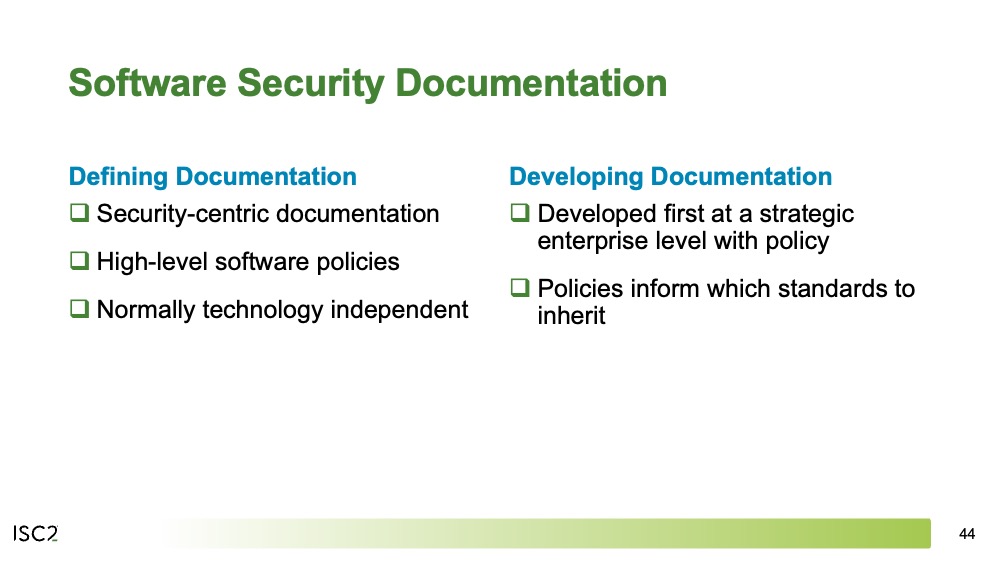 Software Security Documentation
Defining Documentation
Security-centric documentation
High-level software policies
Normally technology independent
Developing Documentation
Developed first at a strategic
enterprise level with policy
Policies inform which standards to
inherit
ISC2
44